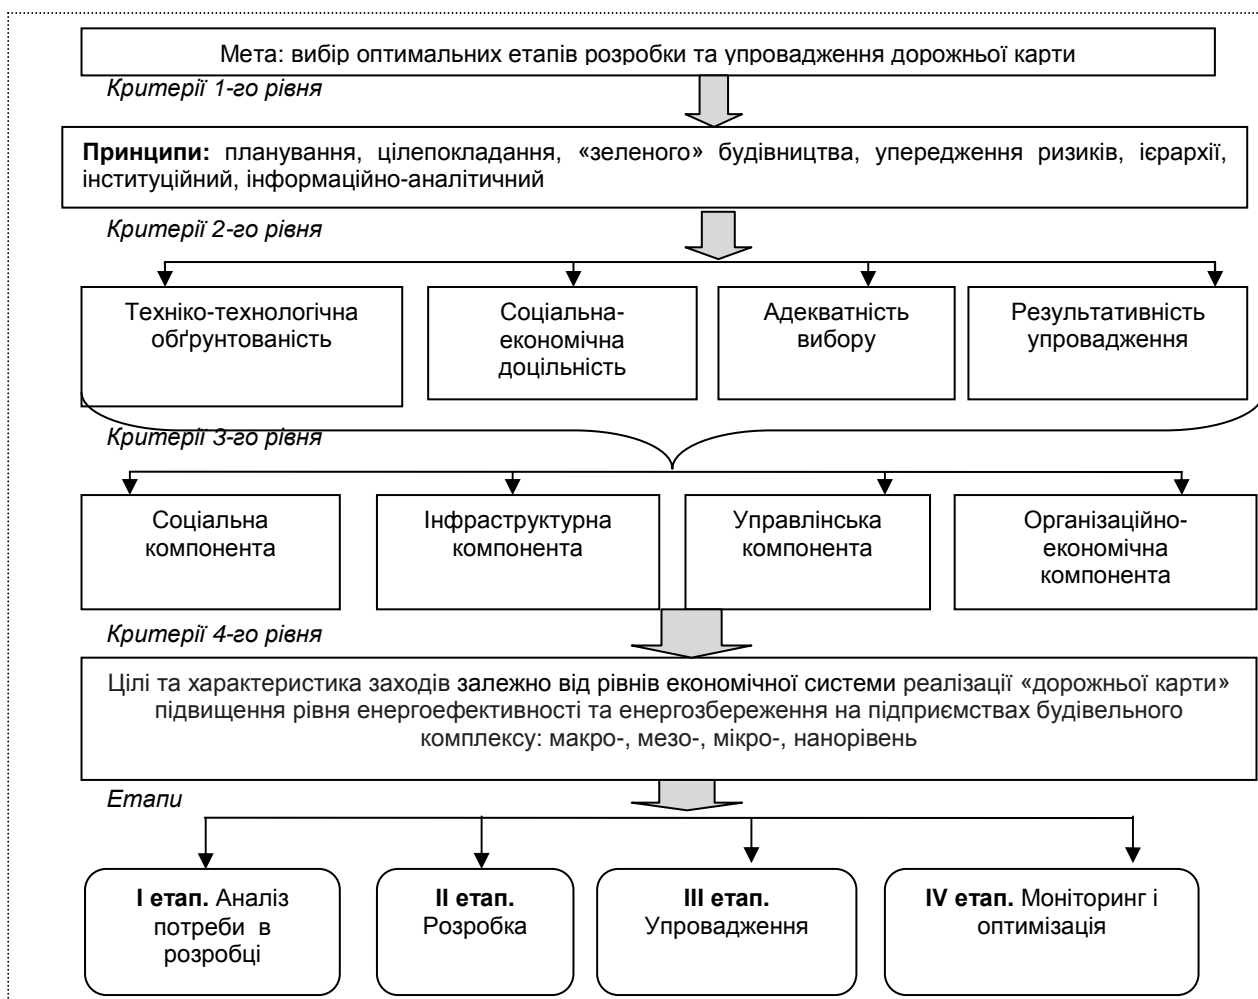 Мета: вибір оптимальних етапів розробки та упровадження дорожньої карти
Критерії 1-го рівня
Принципи: планування, цілепокладання, «зеленого» будівництва, упередження ризиків, ієрархії,
інституційний, інформаційно-аналітичний
Критерії 2-го рівня
Техніко-технологічна
обґрунтованість
Соціальна-
економічна
доцільність
Адекватність
вибору
Результативність
упровадження
Критерії 3-го рівня
Соціальна
компонента
Інфраструктурна
компонента
Управлінська
компонента
Організаційно-
економічна
компонента
Критерії 4-го рівня
Цілі та характеристика заходів залежно від рівнів економічної системи реалізації «дорожньої карти»
підвищення рівня енергоефективності та енергозбереження на підприємствах будівельного
комплексу: макро-, мезо-, мікро-, нанорівень
Етапи
І етап. Аналіз
потреби в
розробці
ІІ етап.
Розробка
ІІІ етап.
Упровадження
IV етап. Моніторинг і
оптимізація